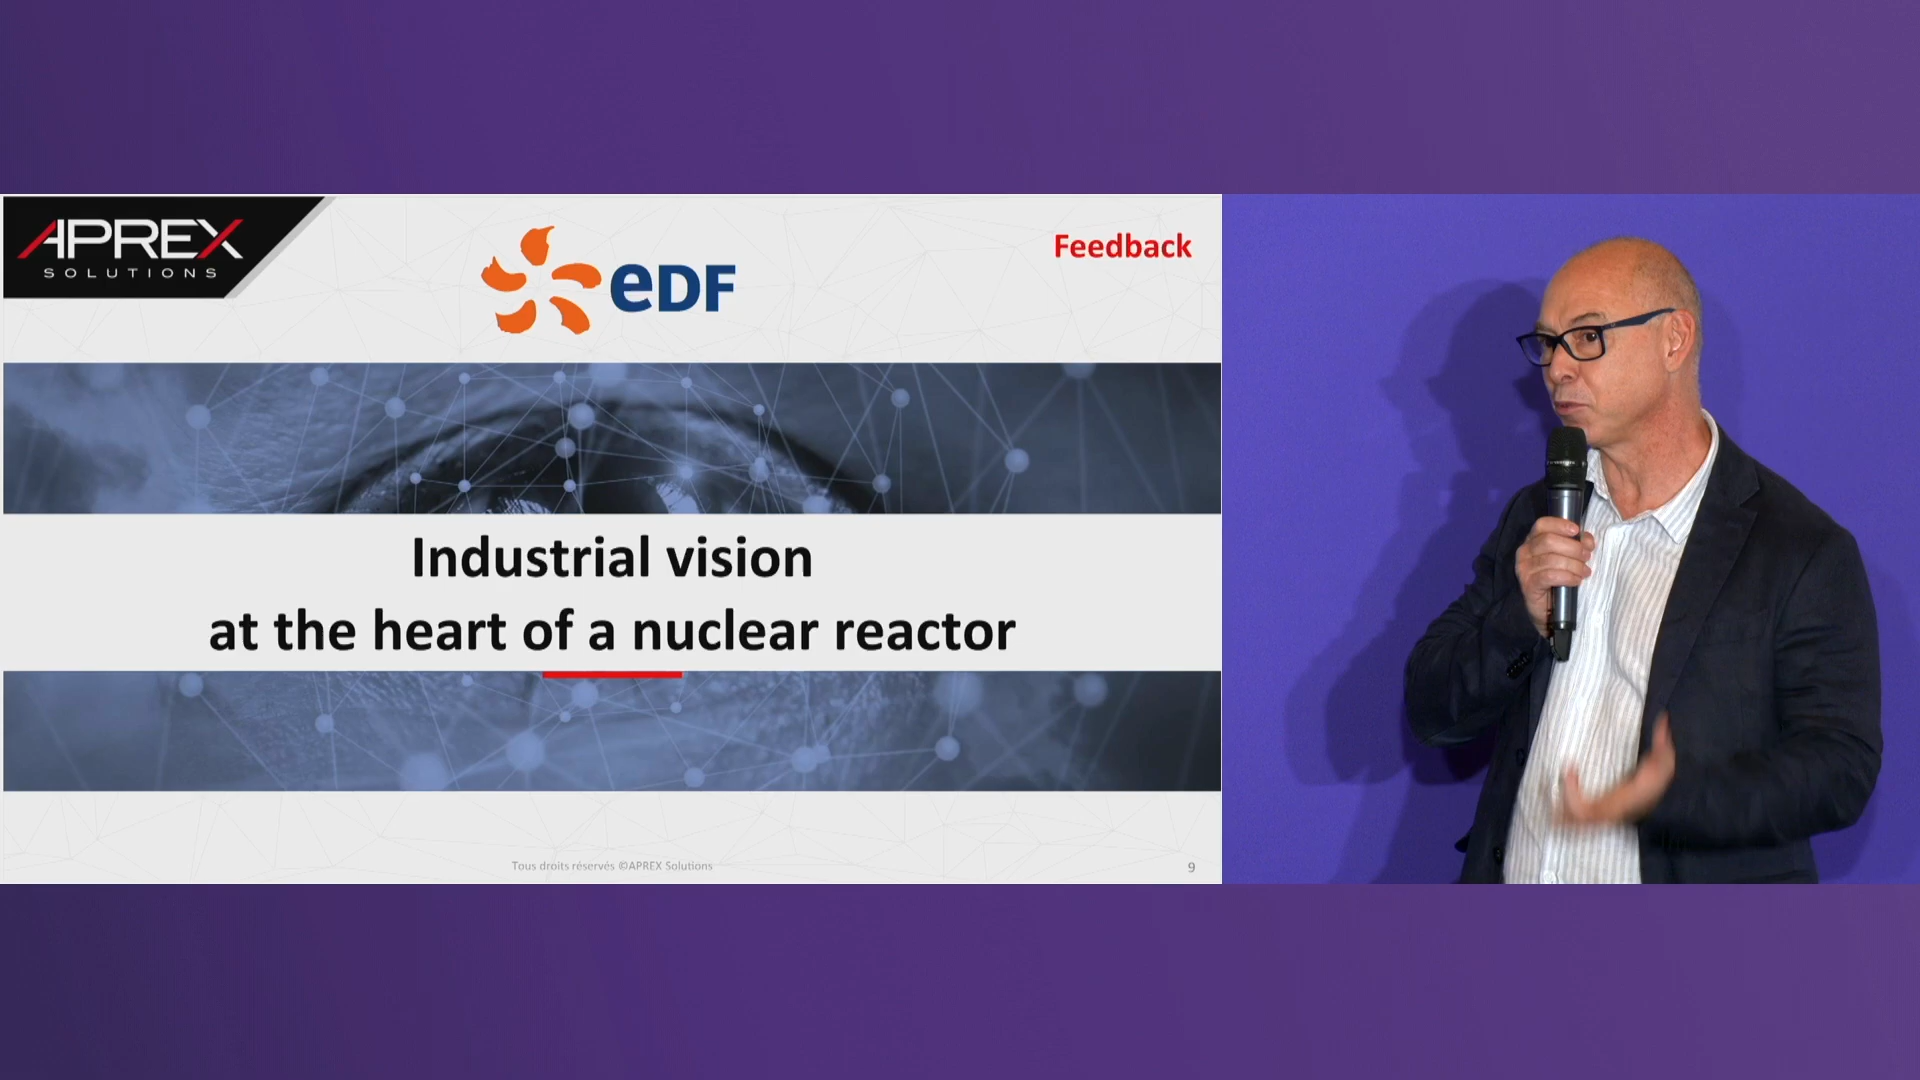 APREX
SOLUTIONS
eDF
Feedback
Industrial vision
at the heart of a nuclear reactor
Tous droits réservés ©APREX Solutions
9